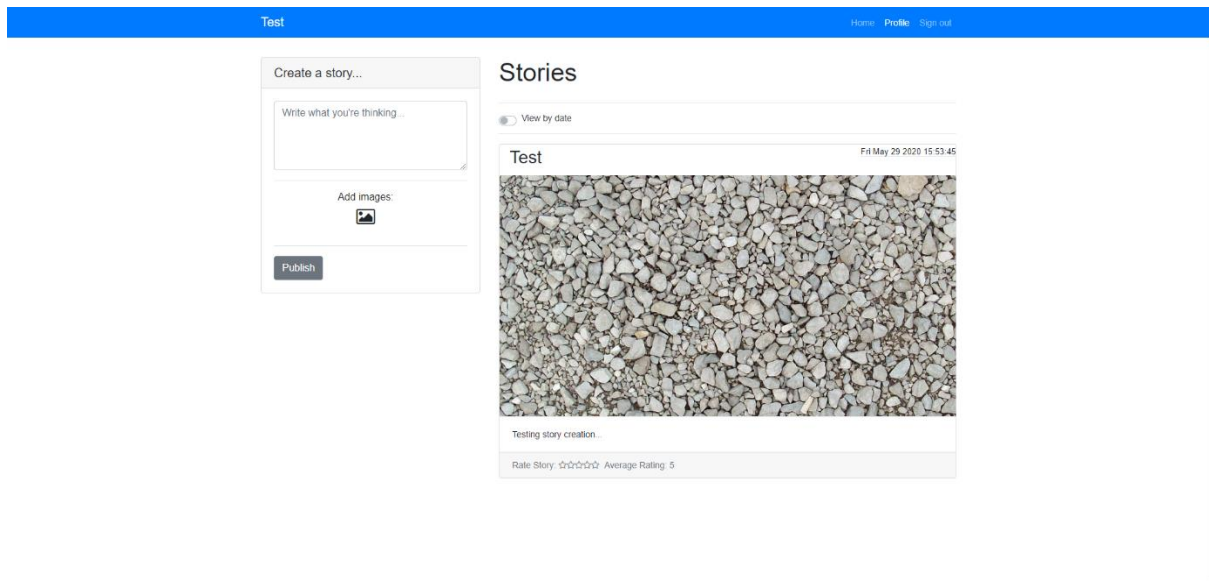 Test
Home Profile Sign out
Create a story...
Write what you're thinking...
Add images:
Publish
Stories
View by date
Test
Fri May 29 2020 15:53:45
Testing story creation...
Rate Story: Average Rating: 5